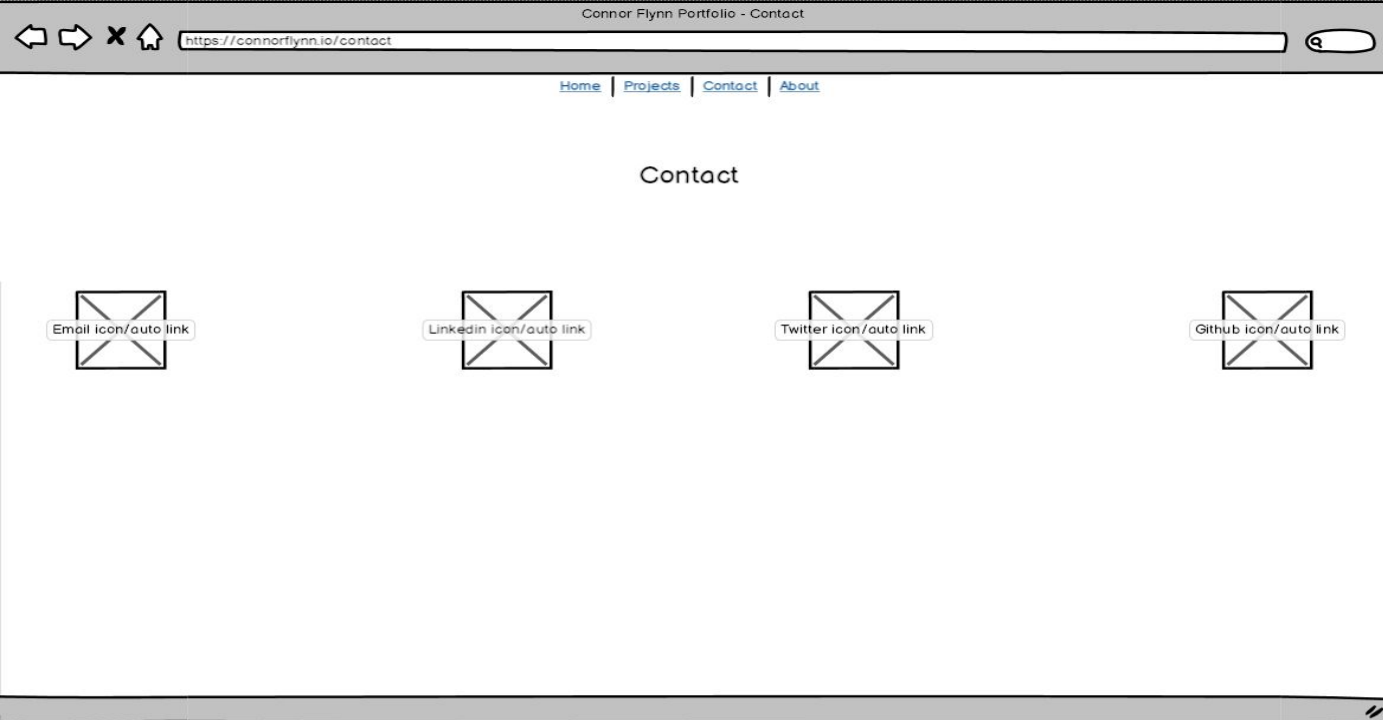 Connor Flynn Portfolio - Contact
https://connorflynn.io/contact
Home | Projects | Contact | About
Contact
Email icon/auto link
Linkedin icon/auto link
Twitter icon/auto link
Github icon/auto link